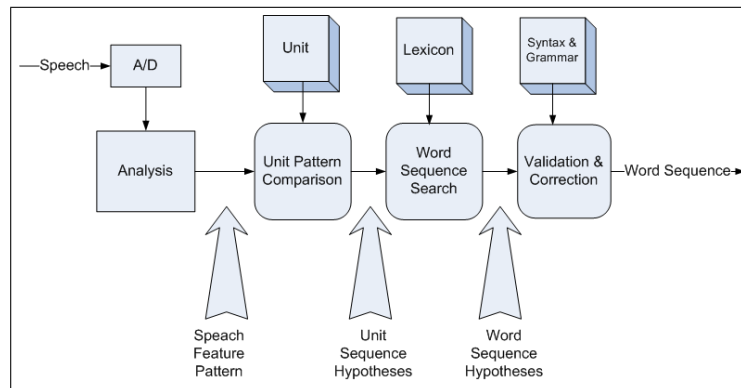 Speech
A/D
Unit
Lexicon
Syntax &
Grammar
Analysis
Unit Pattern
Comparison
Word
Sequence
Search
Validation &
Correction
Word Sequence
Speach
Feature
Pattern
Unit
Sequence
Hypotheses
Word
Sequence
Hypotheses